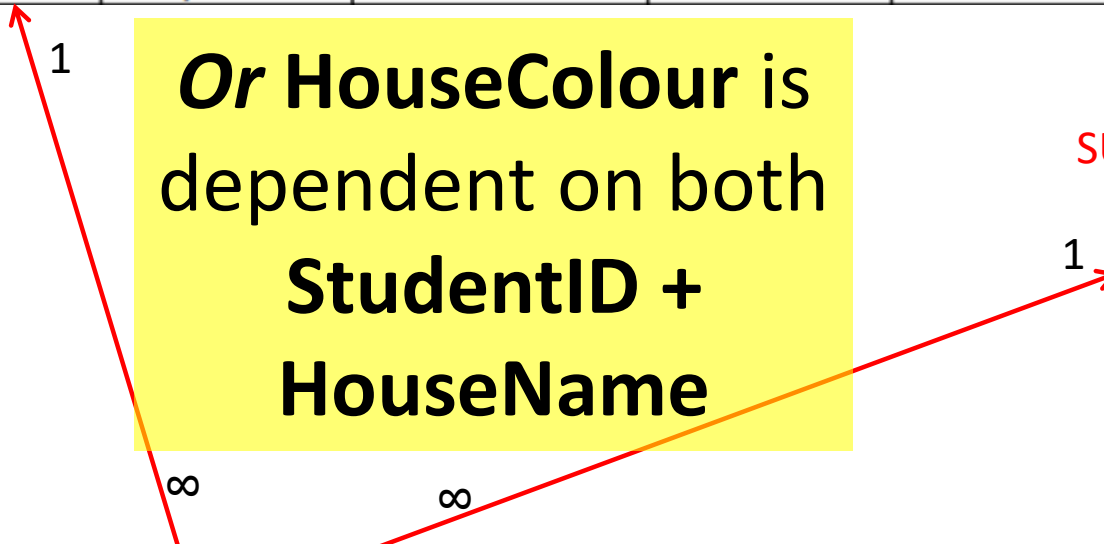 1
Or HouseColour is
dependent on both
StudentID +
HouseName
1
∞
∞